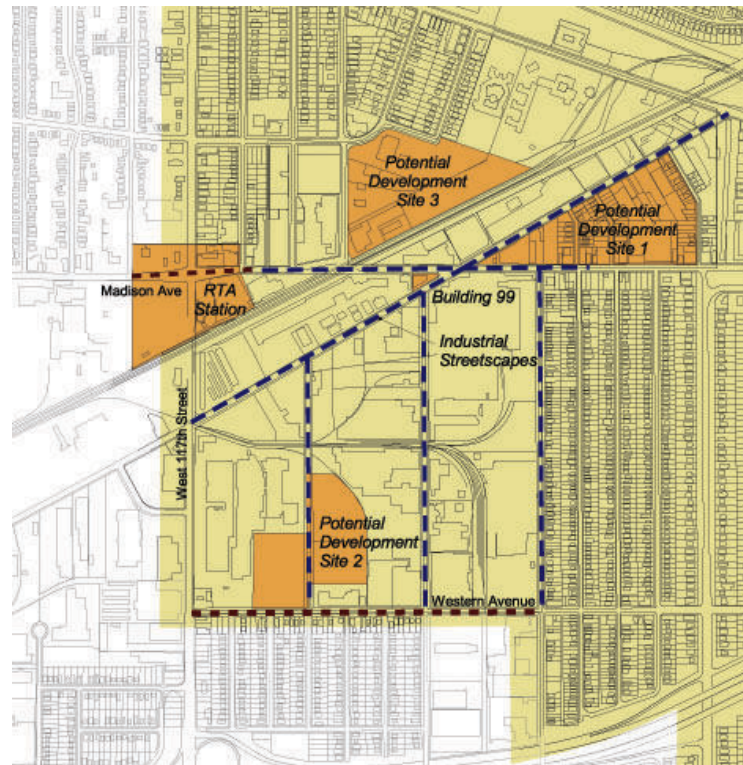 Potential
Development
Site 3
Potential
Development
Site 1
Madison Ave
RTA
Station
Building 99
Industrial
Streetscapes
West 117th Street
Potential
Development
Site 2
Western Avenue